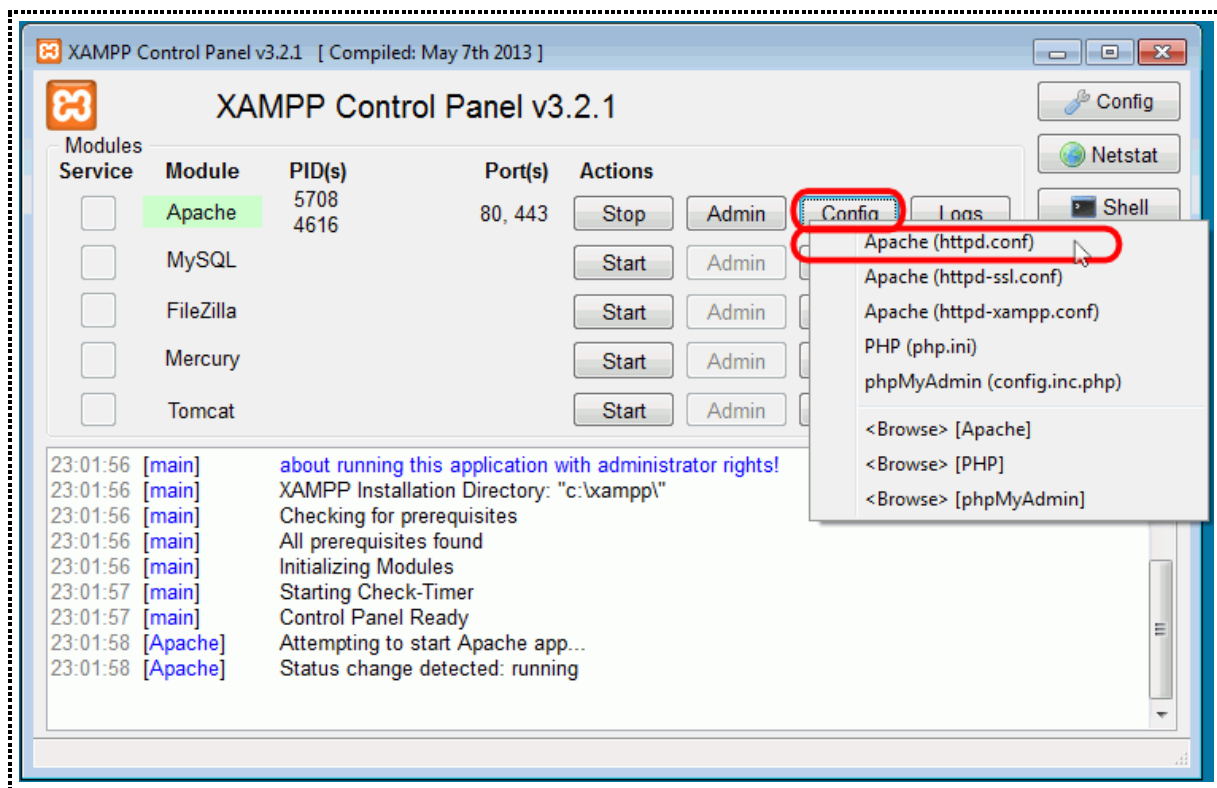 XAMPP Control Panel v3.2.1 [ Compiled: May 7th 2013 ]
XAMPP Control Panel v3.2.1
Config
Modules
Netstat
Service Module PID(s) Port(s) Actions
Shell
Apache 5708 4616 80, 443 Stop Admin Config Logs
MySQL Start Admin
FileZilla Start Admin
Mercury Start Admin
Tomcat Start Admin
Apache (httpd.conf)
Apache (httpd-ssl.conf)
Apache (httpd-xampp.conf)
PHP (php.ini)
phpMyAdmin (config.inc.php)
<Browse> [Apache]
<Browse> [PHP]
<Browse> [phpMyAdmin]
23:01:56 [main] about running this application with administrator rights!
23:01:56 [main] XAMPP Installation Directory: "c:\xampp\"
23:01:56 [main] Checking for prerequisites
23:01:56 [main] All prerequisites found
23:01:56 [main] Initializing Modules
23:01:57 [main] Starting Check-Timer
23:01:57 [main] Control Panel Ready
23:01:58 [Apache] Attempting to start Apache app...
23:01:58 [Apache] Status change detected: running